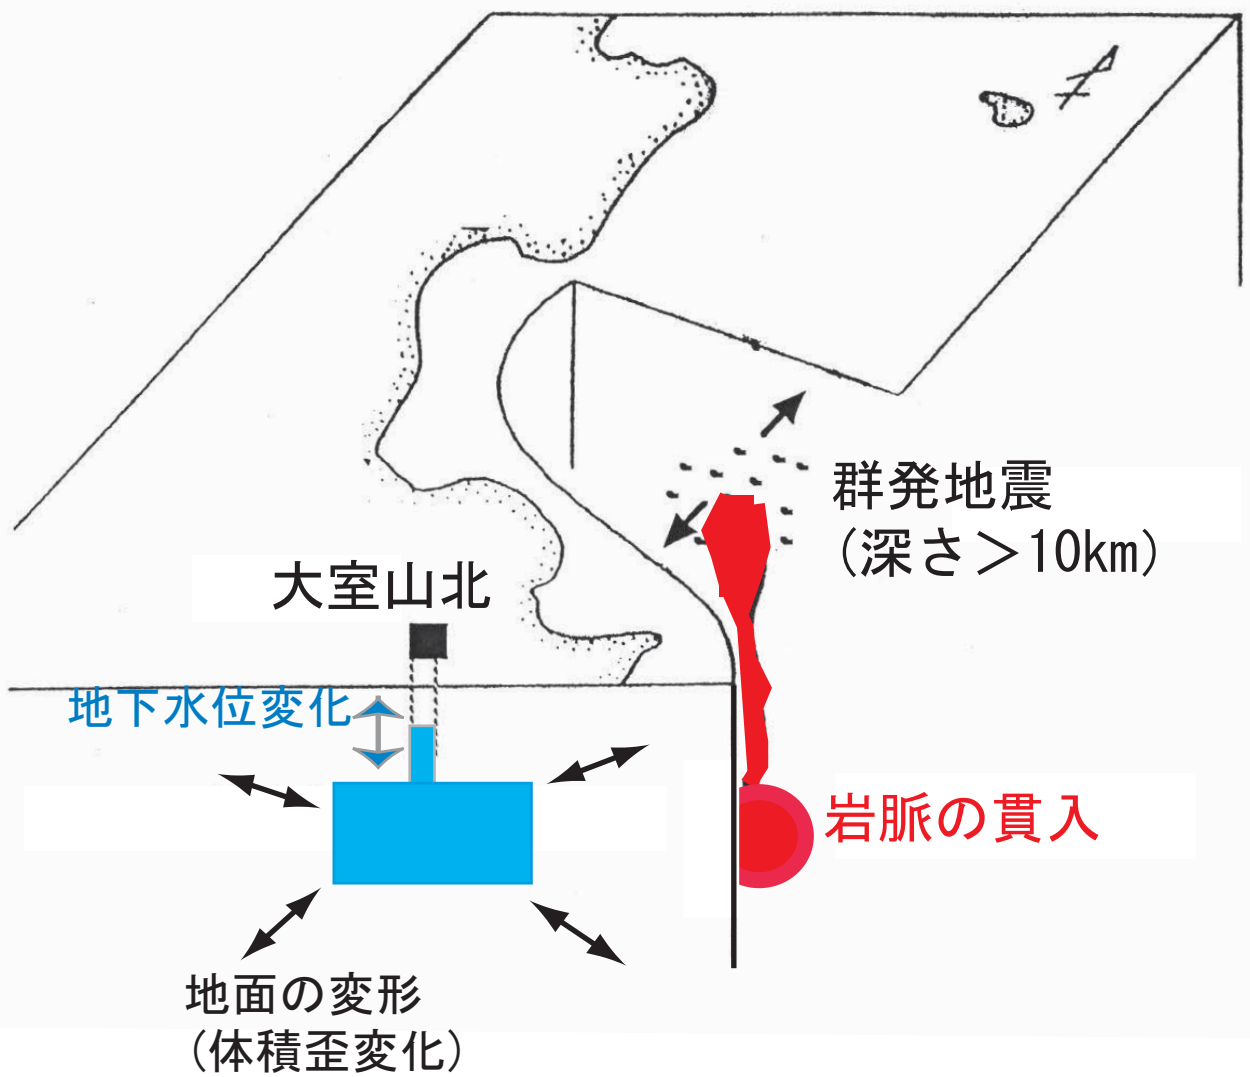 群発地震
(深さ＞10km)
大室山北
地下水位変化
岩脈の貫入
地面の変形
(体積歪変化)